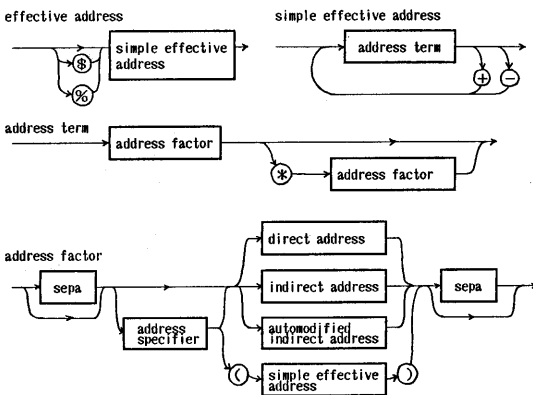 effective address
simple effective address
$
%
simple effective
address
address term
+
-
address term
address factor
*
address factor
address factor
sepa
address
specifier
direct address
indirect address
automodified
indirect address
(
simple effective
address
)
sepa